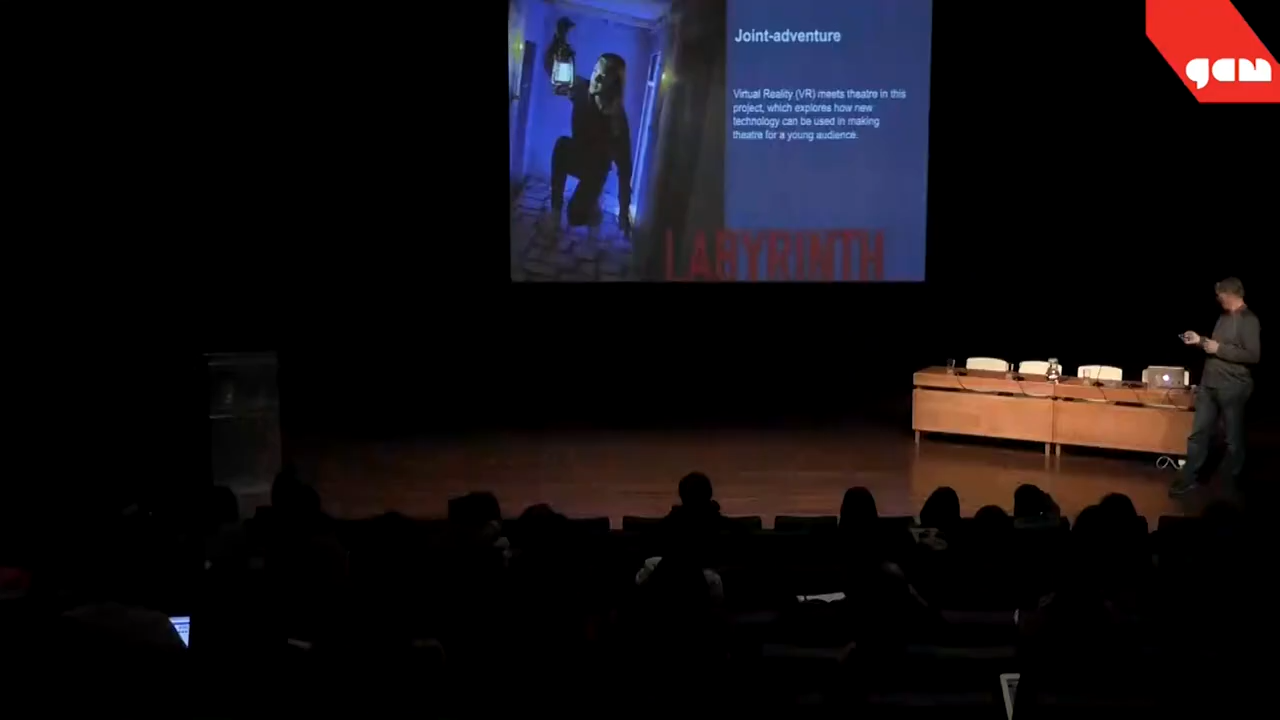 Joint-adventure
Virtual Reality (VR) meets theatre in this
project, which explores how new
technology can be used in making
theatre for a young audience.
LABYRINTH
gam